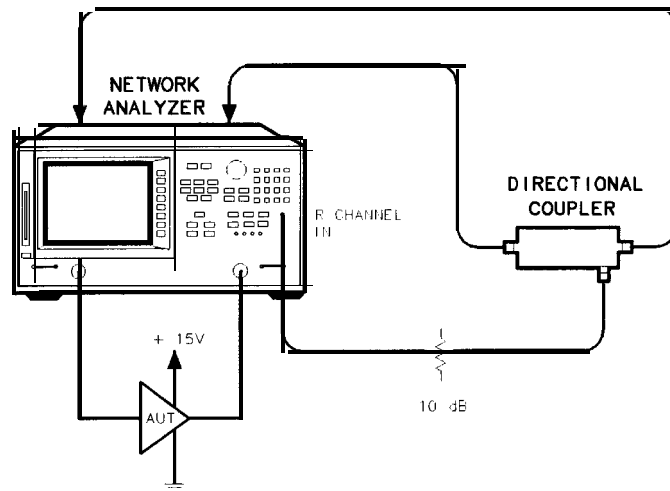 NETWORK
ANALYZER
DIRECTIONAL
COUPLER
R CHANNEL
IN
+ 15V
AUT
10 dB